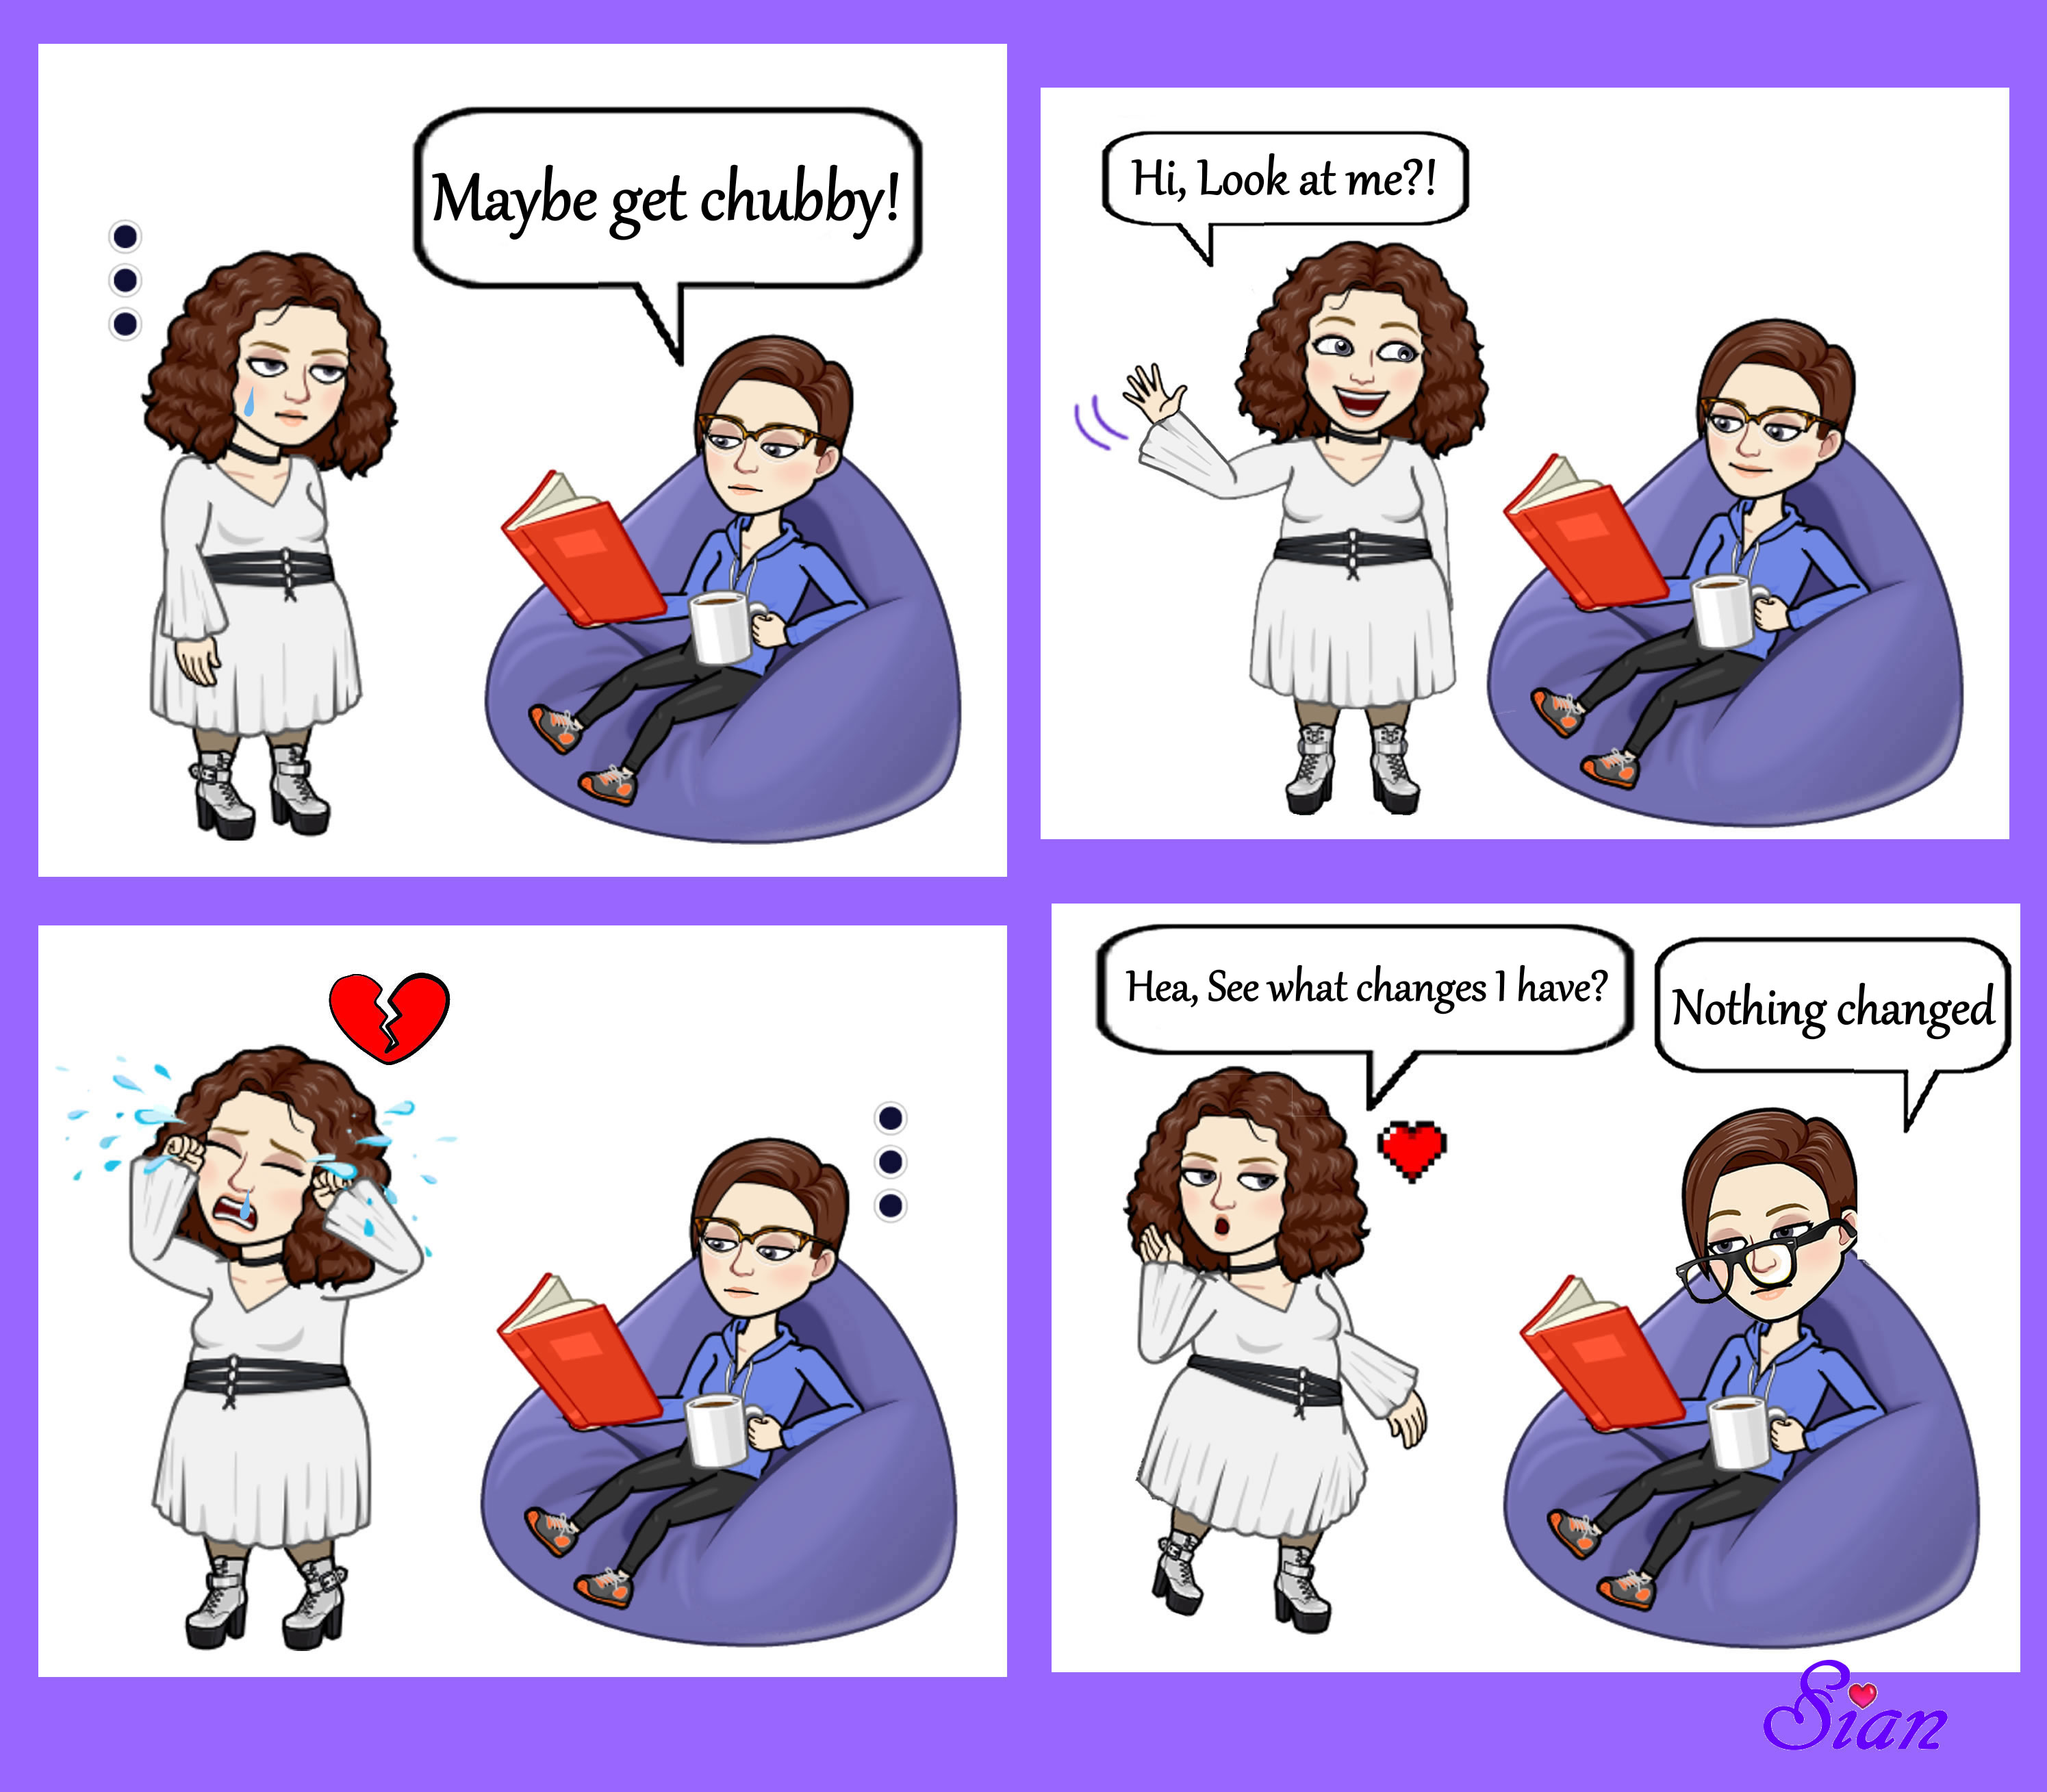 Maybe get chubby!
Hi, Look at me?!
Hea, See what changes I have?
Nothing changed
Sian